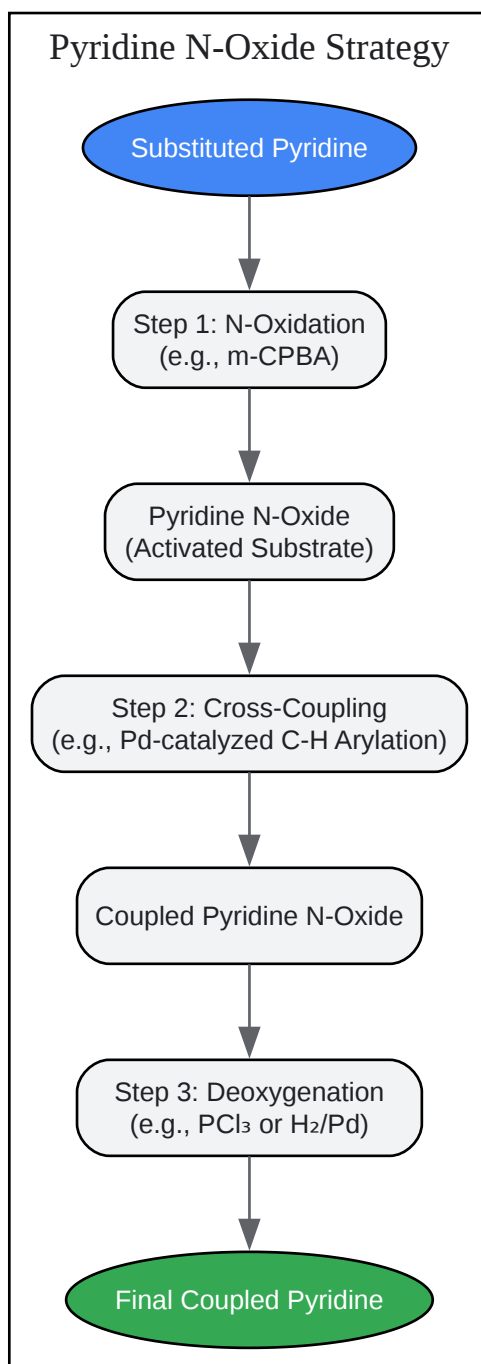 Pyridine N-Oxide Strategy
Substituted Pyridine
Step 1: N-Oxidation
(e.g., m-CPBA)
Pyridine N-Oxide
(Activated Substrate)
Step 2: Cross-Coupling
(e.g., Pd-catalyzed C-H Arylation)
Coupled Pyridine N-Oxide
Step 3: Deoxygenation
(e.g., PCl₃ or H₂/Pd)
Final Coupled Pyridine